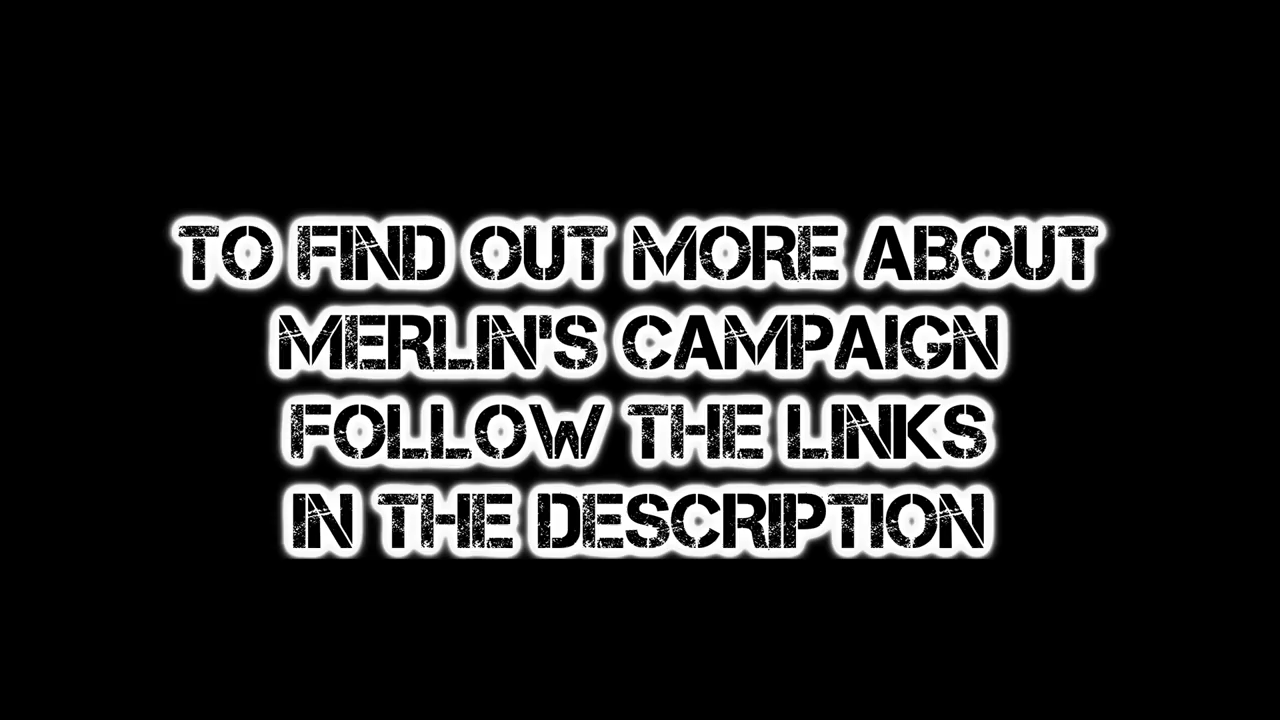 TO FIND OUT MORE ABOUT
MERLIN'S CAMPAIGN
FOLLOW THE LINKS
IN THE DESCRIPTION